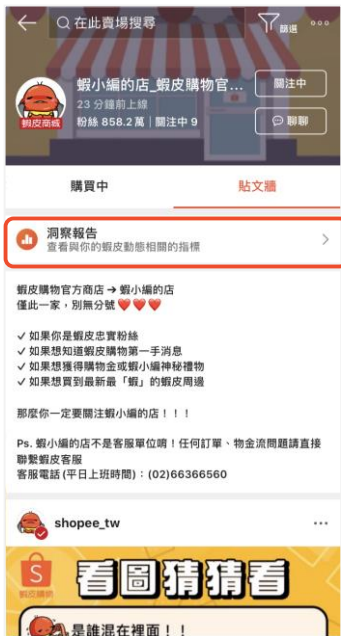 在此賣場搜尋
篩選
蝦小編的店_蝦皮購物官...
關注中
23 分鐘前上線
蝦皮商城
粉絲 858.2 萬｜關注中 9
聊聊
購買中
貼文牆
洞察報告
查看與你的蝦皮動態相關的指標
蝦皮購物官方商店 → 蝦小編的店
僅此一家，別無分號 ❤️❤️❤️
✓ 如果你是蝦皮忠實粉絲
✓ 如果想知道蝦皮購物第一手消息
✓ 如果想獲得購物金或蝦小編神秘禮物
✓ 如果想買到最新最「蝦」的蝦皮周邊
那麼你一定要關注蝦小編的店！！！
Ps. 蝦小編的店不是客服單位唷！任何訂單、物金流問題請直接
聯繫蝦皮客服
客服電話 (平日上班時間)：(02)66366560
shopee_tw
S
蝦皮購物
看圖猜猜看
是誰混在裡面！！